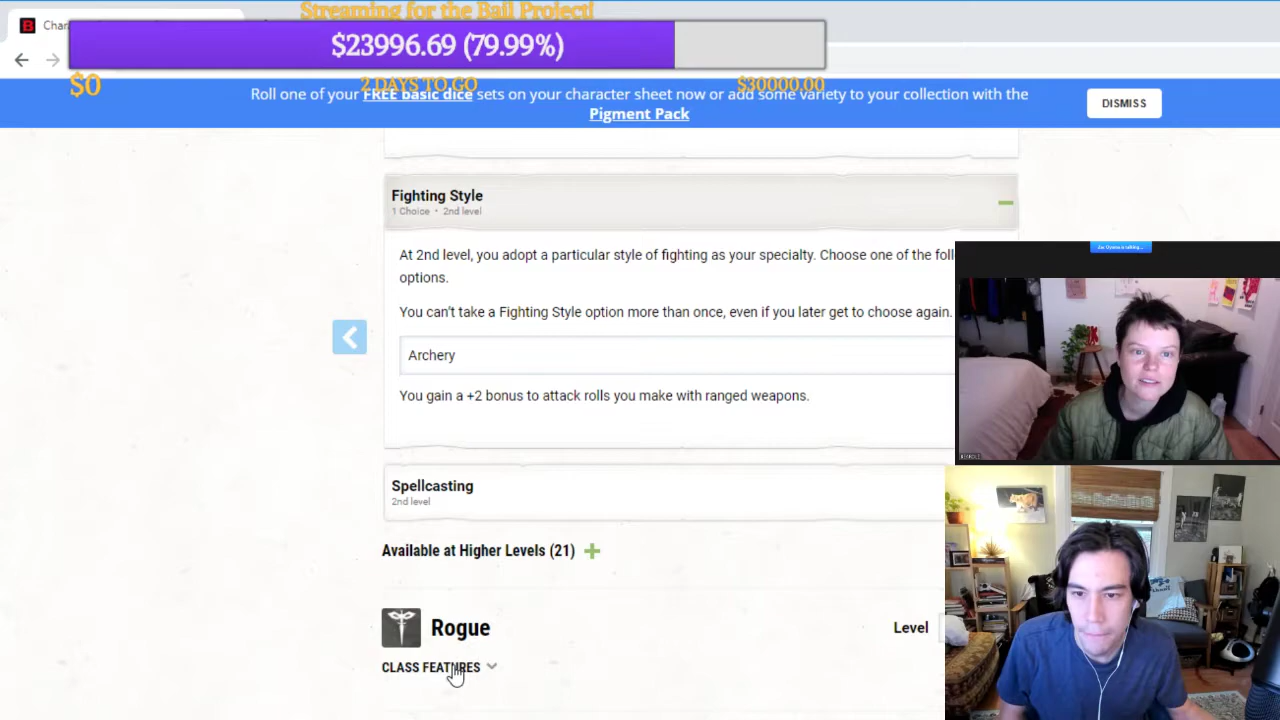 Streaming for the Bail Project!
Char
$23996.69 (79.99%)
$0
2 DAYS TO GO
$30000.00
Roll one of your FREE basic dice sets on your character sheet now or add some variety to your collection with the
Pigment Pack
DISMISS
Fighting Style
1 Choice • 2nd level
At 2nd level, you adopt a particular style of fighting as your specialty. Choose one of the foll
options.
You can't take a Fighting Style option more than once, even if you later get to choose again.
Archery
You gain a +2 bonus to attack rolls you make with ranged weapons.
Spellcasting
2nd level
Available at Higher Levels (21)
Rogue
Level
CLASS FEATURES